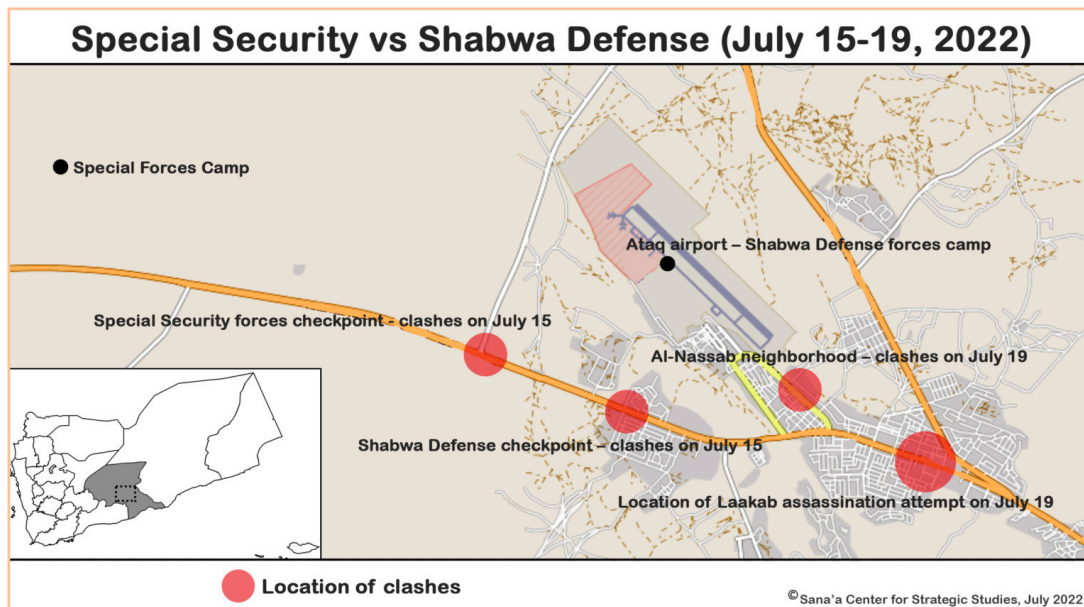 Special Security vs Shabwa Defense (July 15-19, 2022)
Special Forces Camp
Ataq airport – Shabwa Defense forces camp
Special Security forces checkpoint - clashes on July 15
Al-Nassab neighborhood – clashes on July 19
Shabwa Defense checkpoint – clashes on July 15
Location of Laakab assassination attempt on July 19
Location of clashes
©Sana'a Center for Strategic Studies, July 2022